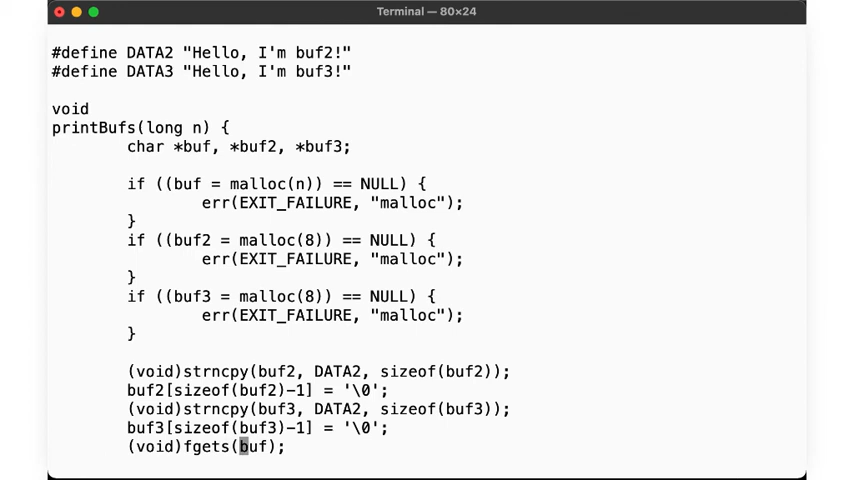 Terminal — 80×24
#define DATA2 "Hello, I'm buf2!"
#define DATA3 "Hello, I'm buf3!"
void
printBufs(long n) {
char *buf, *buf2, *buf3;
if ((buf = malloc(n)) == NULL) {
err(EXIT_FAILURE, "malloc");
}
if ((buf2 = malloc(8)) == NULL) {
err(EXIT_FAILURE, "malloc");
}
if ((buf3 = malloc(8)) == NULL) {
err(EXIT_FAILURE, "malloc");
}
(void)strncpy(buf2, DATA2, sizeof(buf2));
buf2[sizeof(buf2)-1] = '\0';
(void)strncpy(buf3, DATA2, sizeof(buf3));
buf3[sizeof(buf3)-1] = '\0';
(void)fgets(buf);